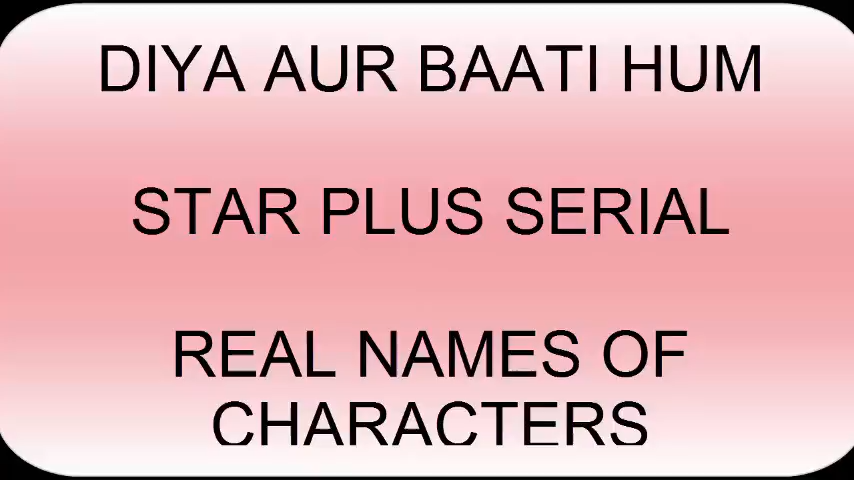 DIYA AUR BAATI HUM
STAR PLUS SERIAL
REAL NAMES OF
CHARACTERS